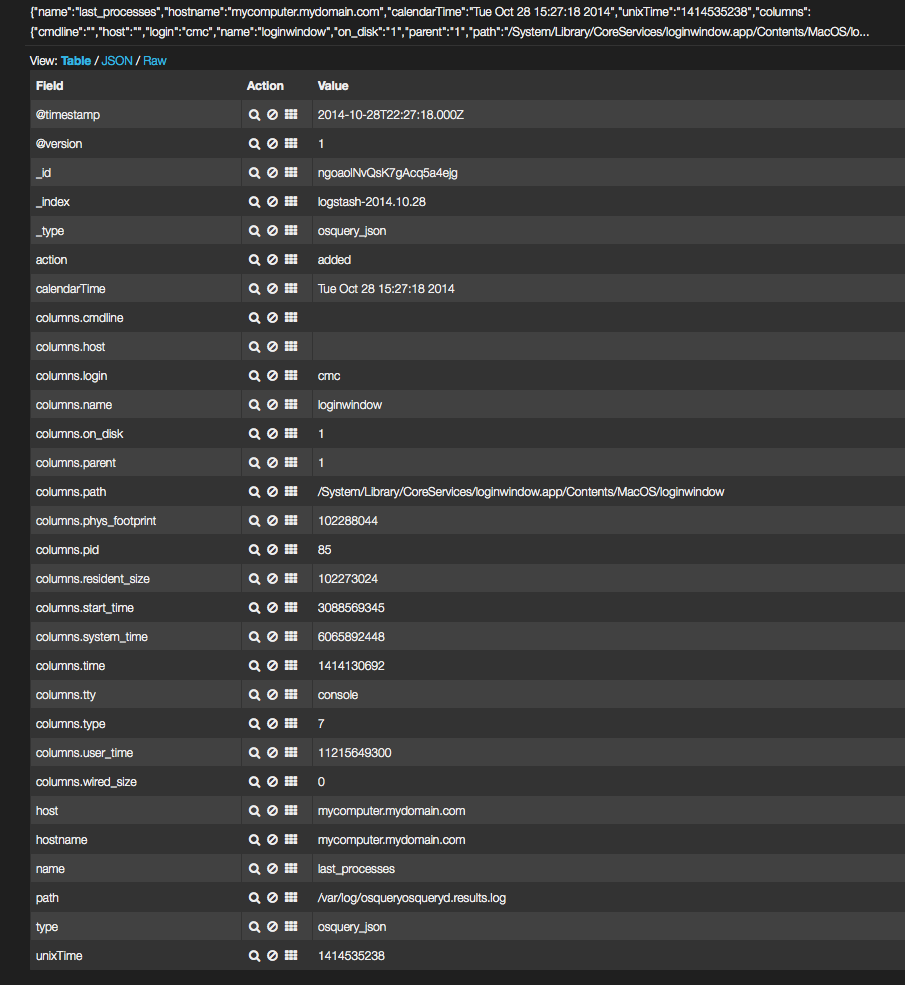 {"name":"last_processes","hostname":"mycomputer.mydomain.com","calendarTime":"Tue Oct 28 15:27:18 2014","unixTime":"1414535238","columns":
{"cmdline":"","host":"","login":"cmc","name":"loginwindow","on_disk":"1","parent":"1","path":"/System/Library/CoreServices/loginwindow.app/Contents/MacOS/lo...
View: Table / JSON / Raw
Field Action Value
@timestamp 2014-10-28T22:27:18.000Z
@version 1
_id ngoaolNvQsK7gAcq5a4ejg
_index logstash-2014.10.28
_type osquery_json
action added
calendarTime Tue Oct 28 15:27:18 2014
columns.cmdline
columns.host
columns.login cmc
columns.name loginwindow
columns.on_disk 1
columns.parent 1
columns.path /System/Library/CoreServices/loginwindow.app/Contents/MacOS/loginwindow
columns.phys_footprint 102288044
columns.pid 85
columns.resident_size 102273024
columns.start_time 3088569345
columns.system_time 6065892448
columns.time 1414130692
columns.tty console
columns.type 7
columns.user_time 11215649300
columns.wired_size 0
host mycomputer.mydomain.com
hostname mycomputer.mydomain.com
name last_processes
path /var/log/osqueryosqueryd.results.log
type osquery_json
unixTime 1414535238